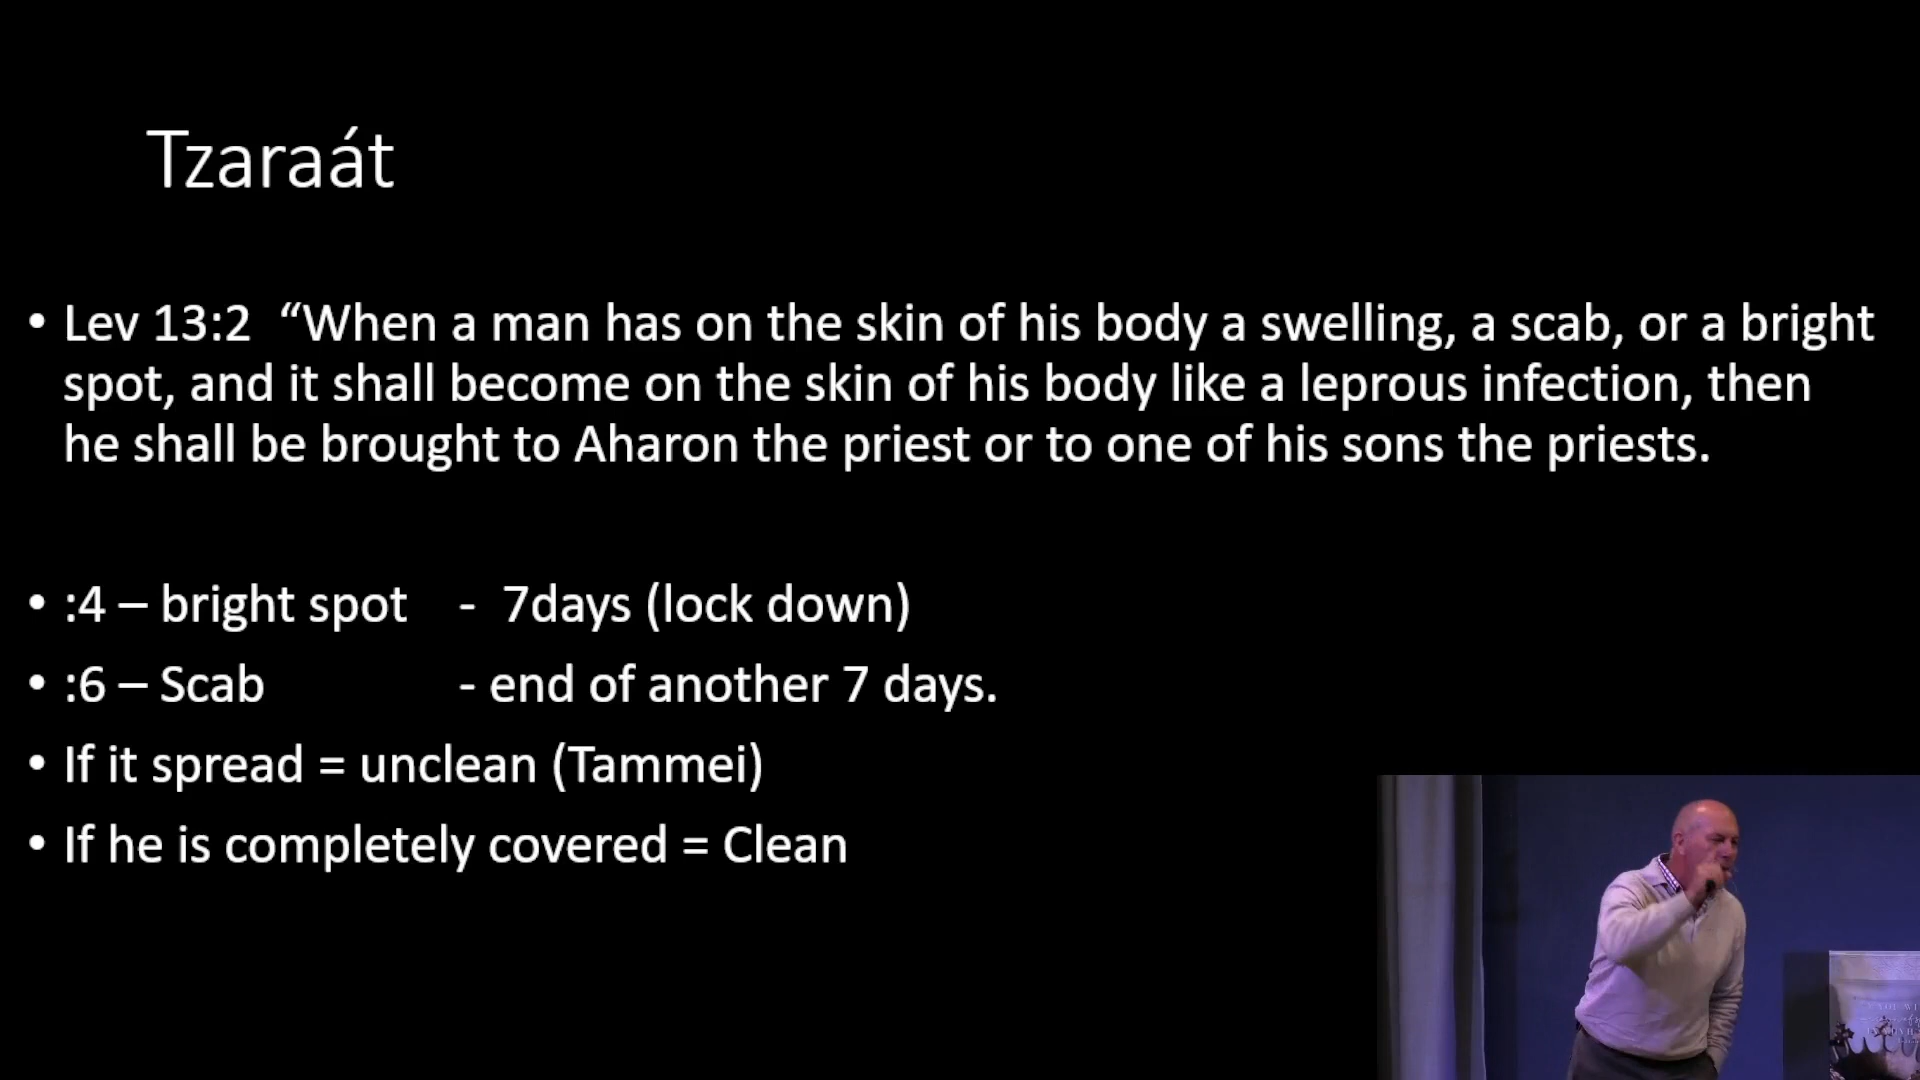 Tzaraát
• Lev 13:2  “When a man has on the skin of his body a swelling, a scab, or a bright
spot, and it shall become on the skin of his body like a leprous infection, then
he shall be brought to Aharon the priest or to one of his sons the priests.
• :4 – bright spot - 7days (lock down)
• :6 – Scab - end of another 7 days.
• If it spread = unclean (Tammei)
• If he is completely covered = Clean